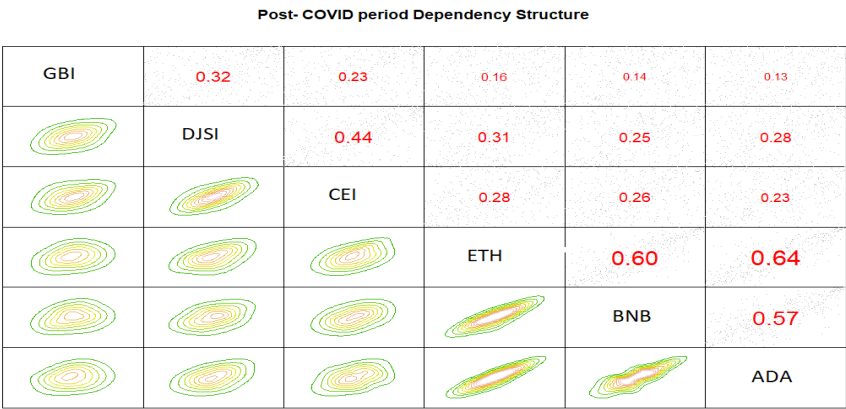 Post- COVID period Dependency Structure
GBI 0.32 0.23 0.16 0.14 0.13
DJSI 0.44 0.31 0.25 0.28
CEI 0.28 0.26 0.23
ETH 0.60 0.64
BNB 0.57
ADA